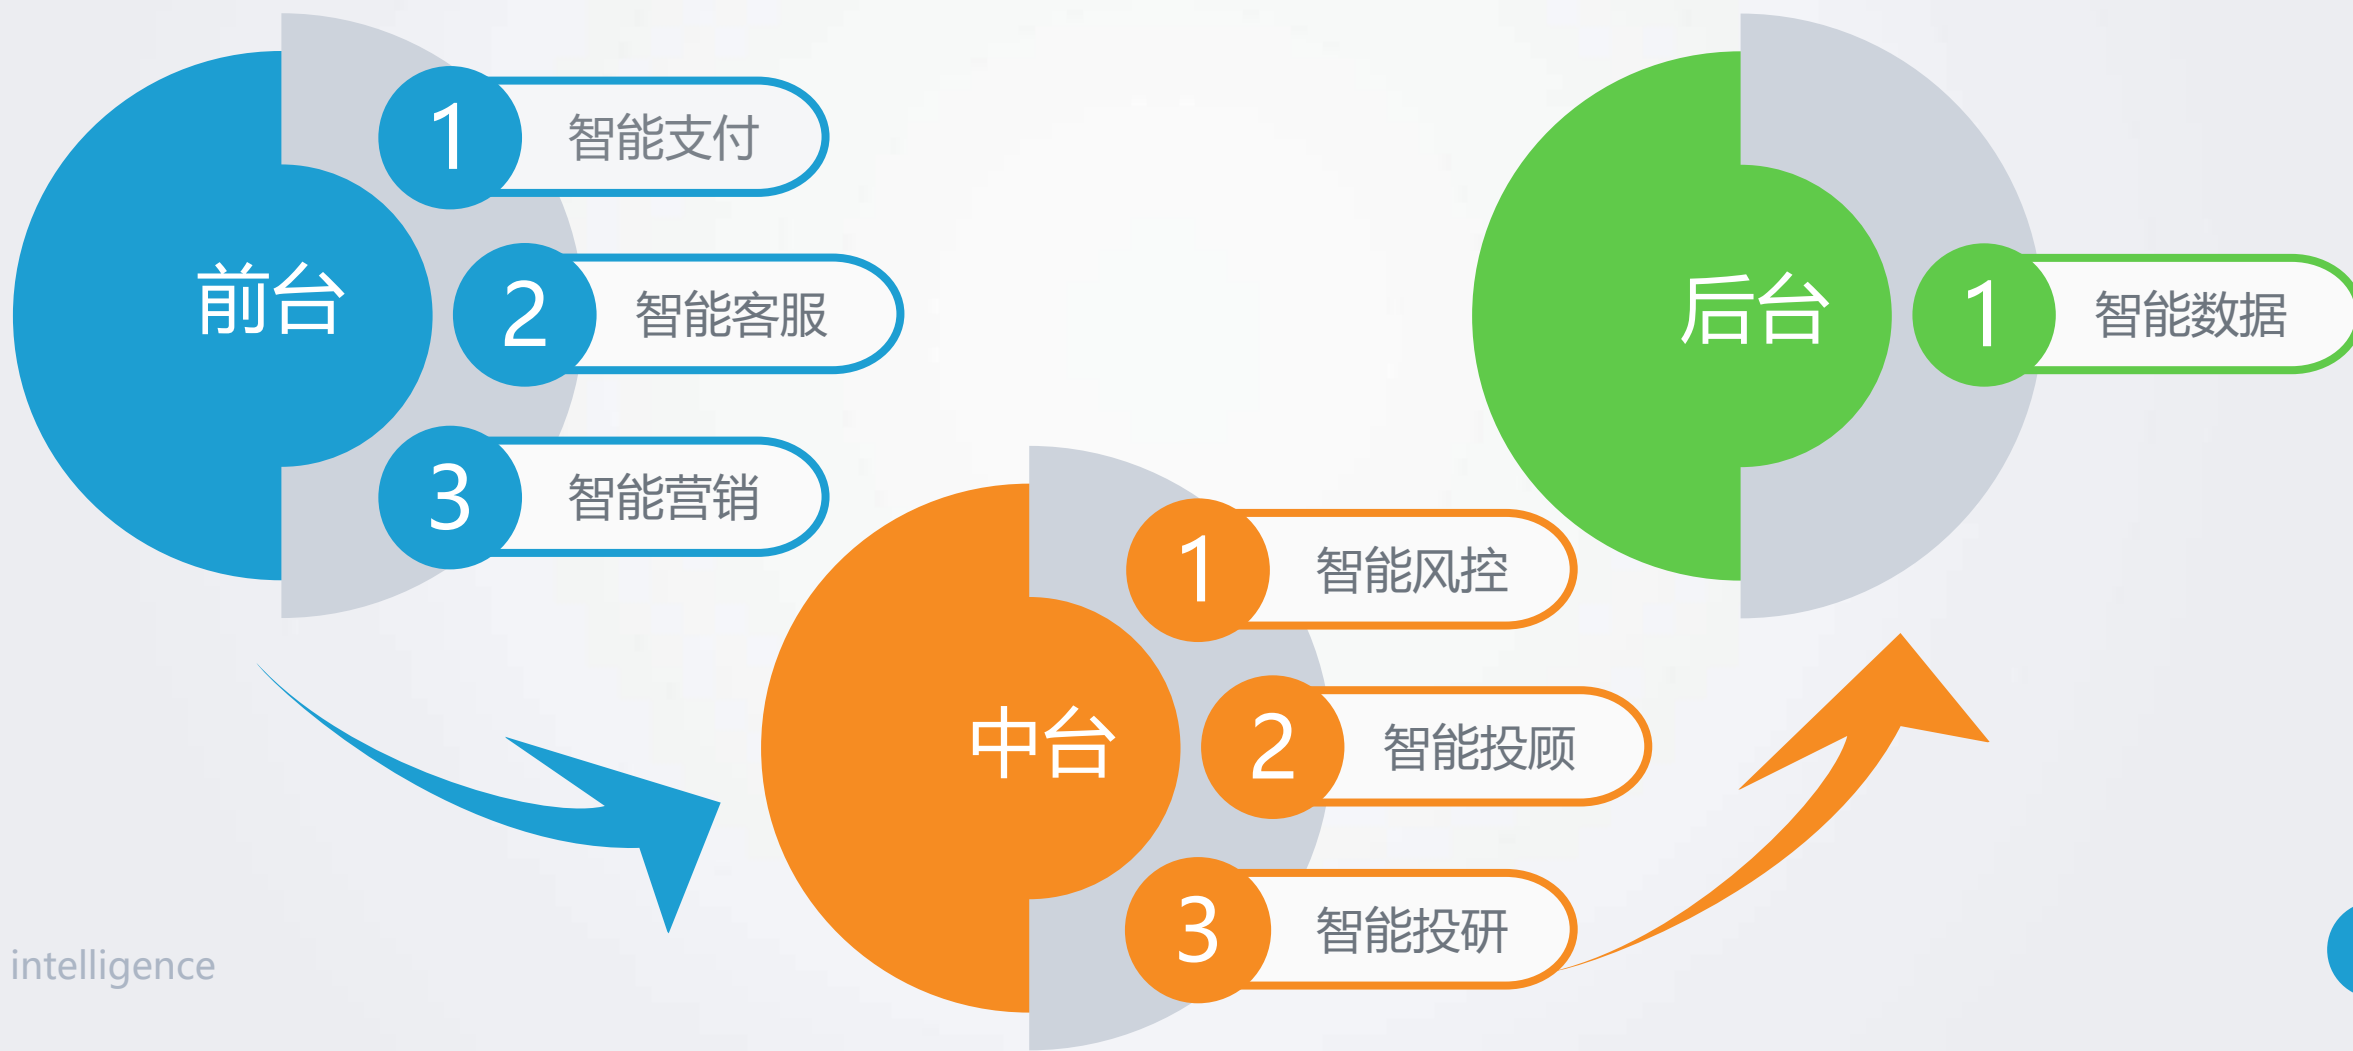 前台
1 智能支付
2 智能客服
3 智能营销
中台
1 智能风控
2 智能投顾
3 智能投研
后台
1 智能数据
intelligence